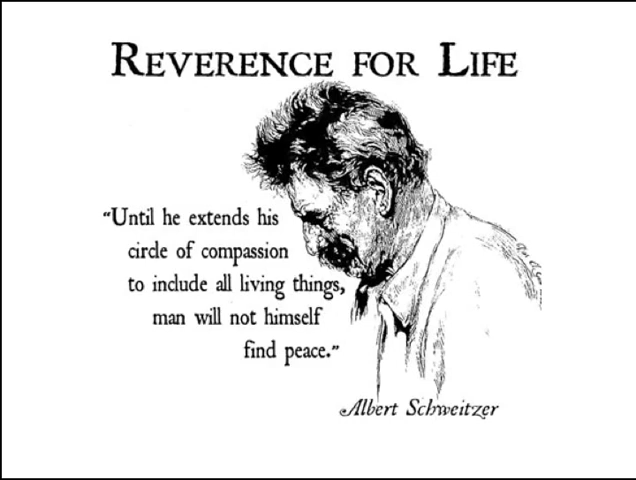 REVERENCE FOR LIFE
“Until he extends his
circle of compassion
to include all living things,
man will not himself
find peace.”
Albert Schweitzer